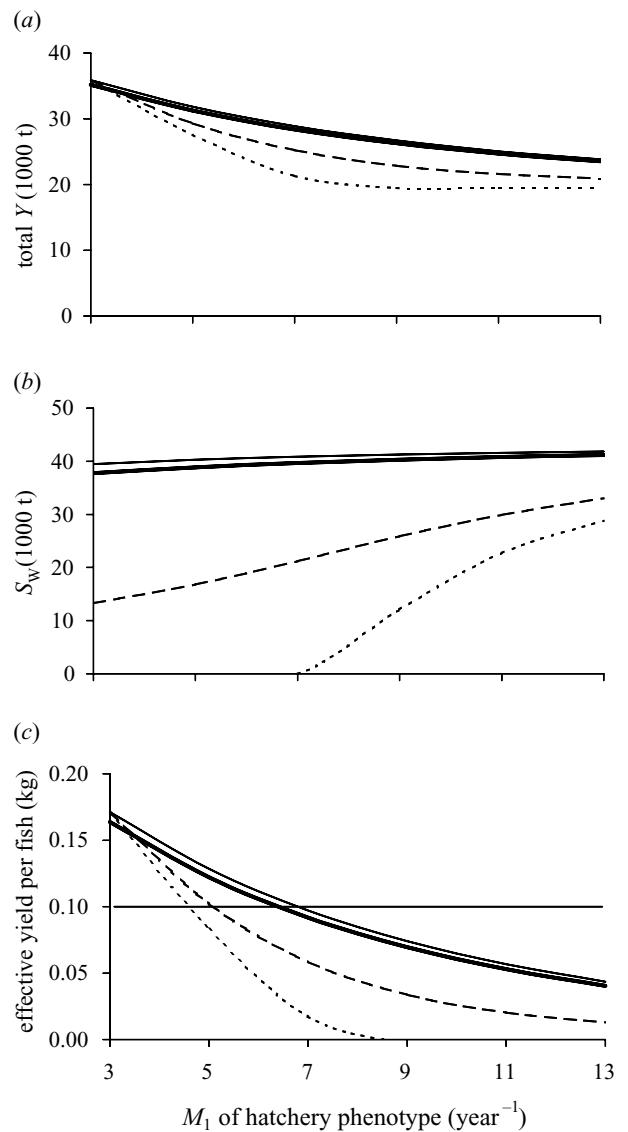 (a)
40
30
20
10
0
total Y (1000 t)
(b)
50
40
30
20
10
0
S_W (1000 t)
(c)
0.20
0.15
0.10
0.05
0.00
effective yield per fish (kg)
3 5 7 9 11 13
M₁ of hatchery phenotype (year⁻¹)